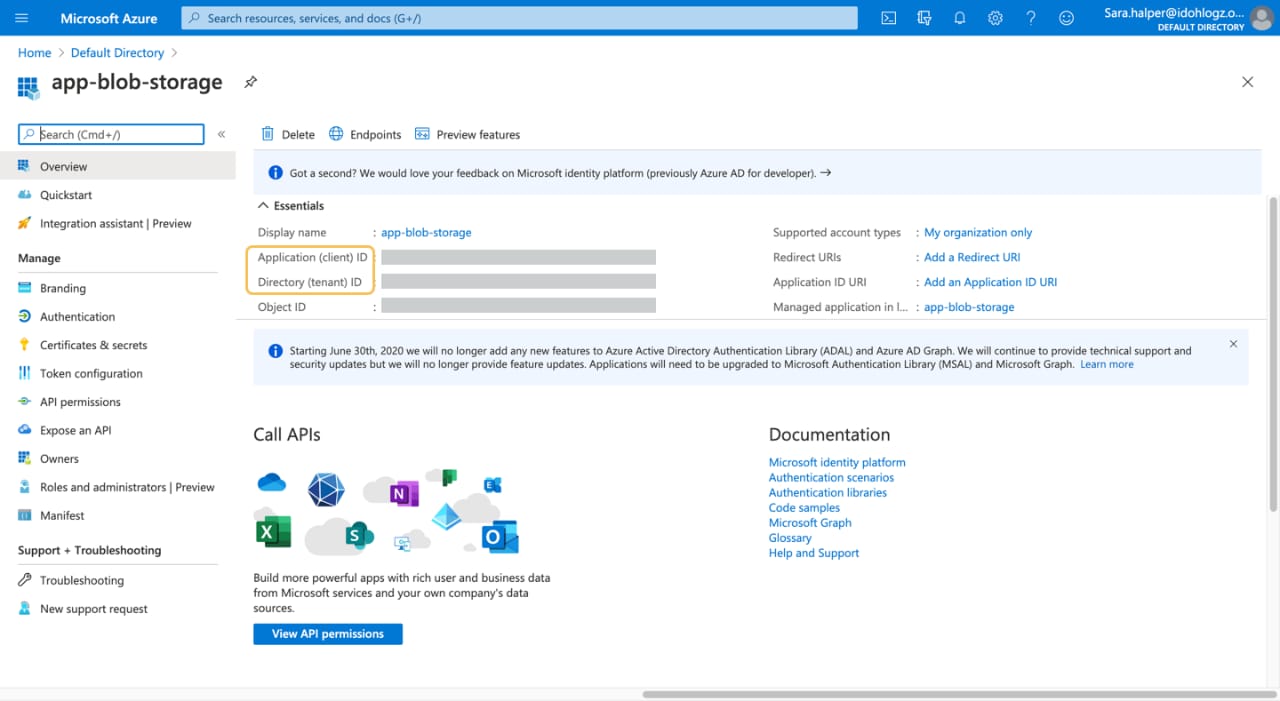 Microsoft Azure
Search resources, services, and docs (G+/)
Sara.halper@idohlogz.o...
DEFAULT DIRECTORY
Home > Default Directory >
app-blob-storage
Search (Cmd+/)
«
Overview
Quickstart
Integration assistant | Preview
Manage
Branding
Authentication
Certificates & secrets
Token configuration
API permissions
Expose an API
Owners
Roles and administrators | Preview
Manifest
Support + Troubleshooting
Troubleshooting
New support request
Delete Endpoints Preview features
Got a second? We would love your feedback on Microsoft identity platform (previously Azure AD for developer). →
Essentials
Display name : app-blob-storage
Application (client) ID
Directory (tenant) ID
Object ID :
Supported account types : My organization only
Redirect URIs : Add a Redirect URI
Application ID URI : Add an Application ID URI
Managed application in l... : app-blob-storage
Starting June 30th, 2020 we will no longer add any new features to Azure Active Directory Authentication Library (ADAL) and Azure AD Graph. We will continue to provide technical support and
security updates but we will no longer provide feature updates. Applications will need to be upgraded to Microsoft Authentication Library (MSAL) and Microsoft Graph. Learn more
Call APIs
N
E
X
S
O
Build more powerful apps with rich user and business data
from Microsoft services and your own company's data
sources.
View API permissions
Documentation
Microsoft identity platform
Authentication scenarios
Authentication libraries
Code samples
Microsoft Graph
Glossary
Help and Support